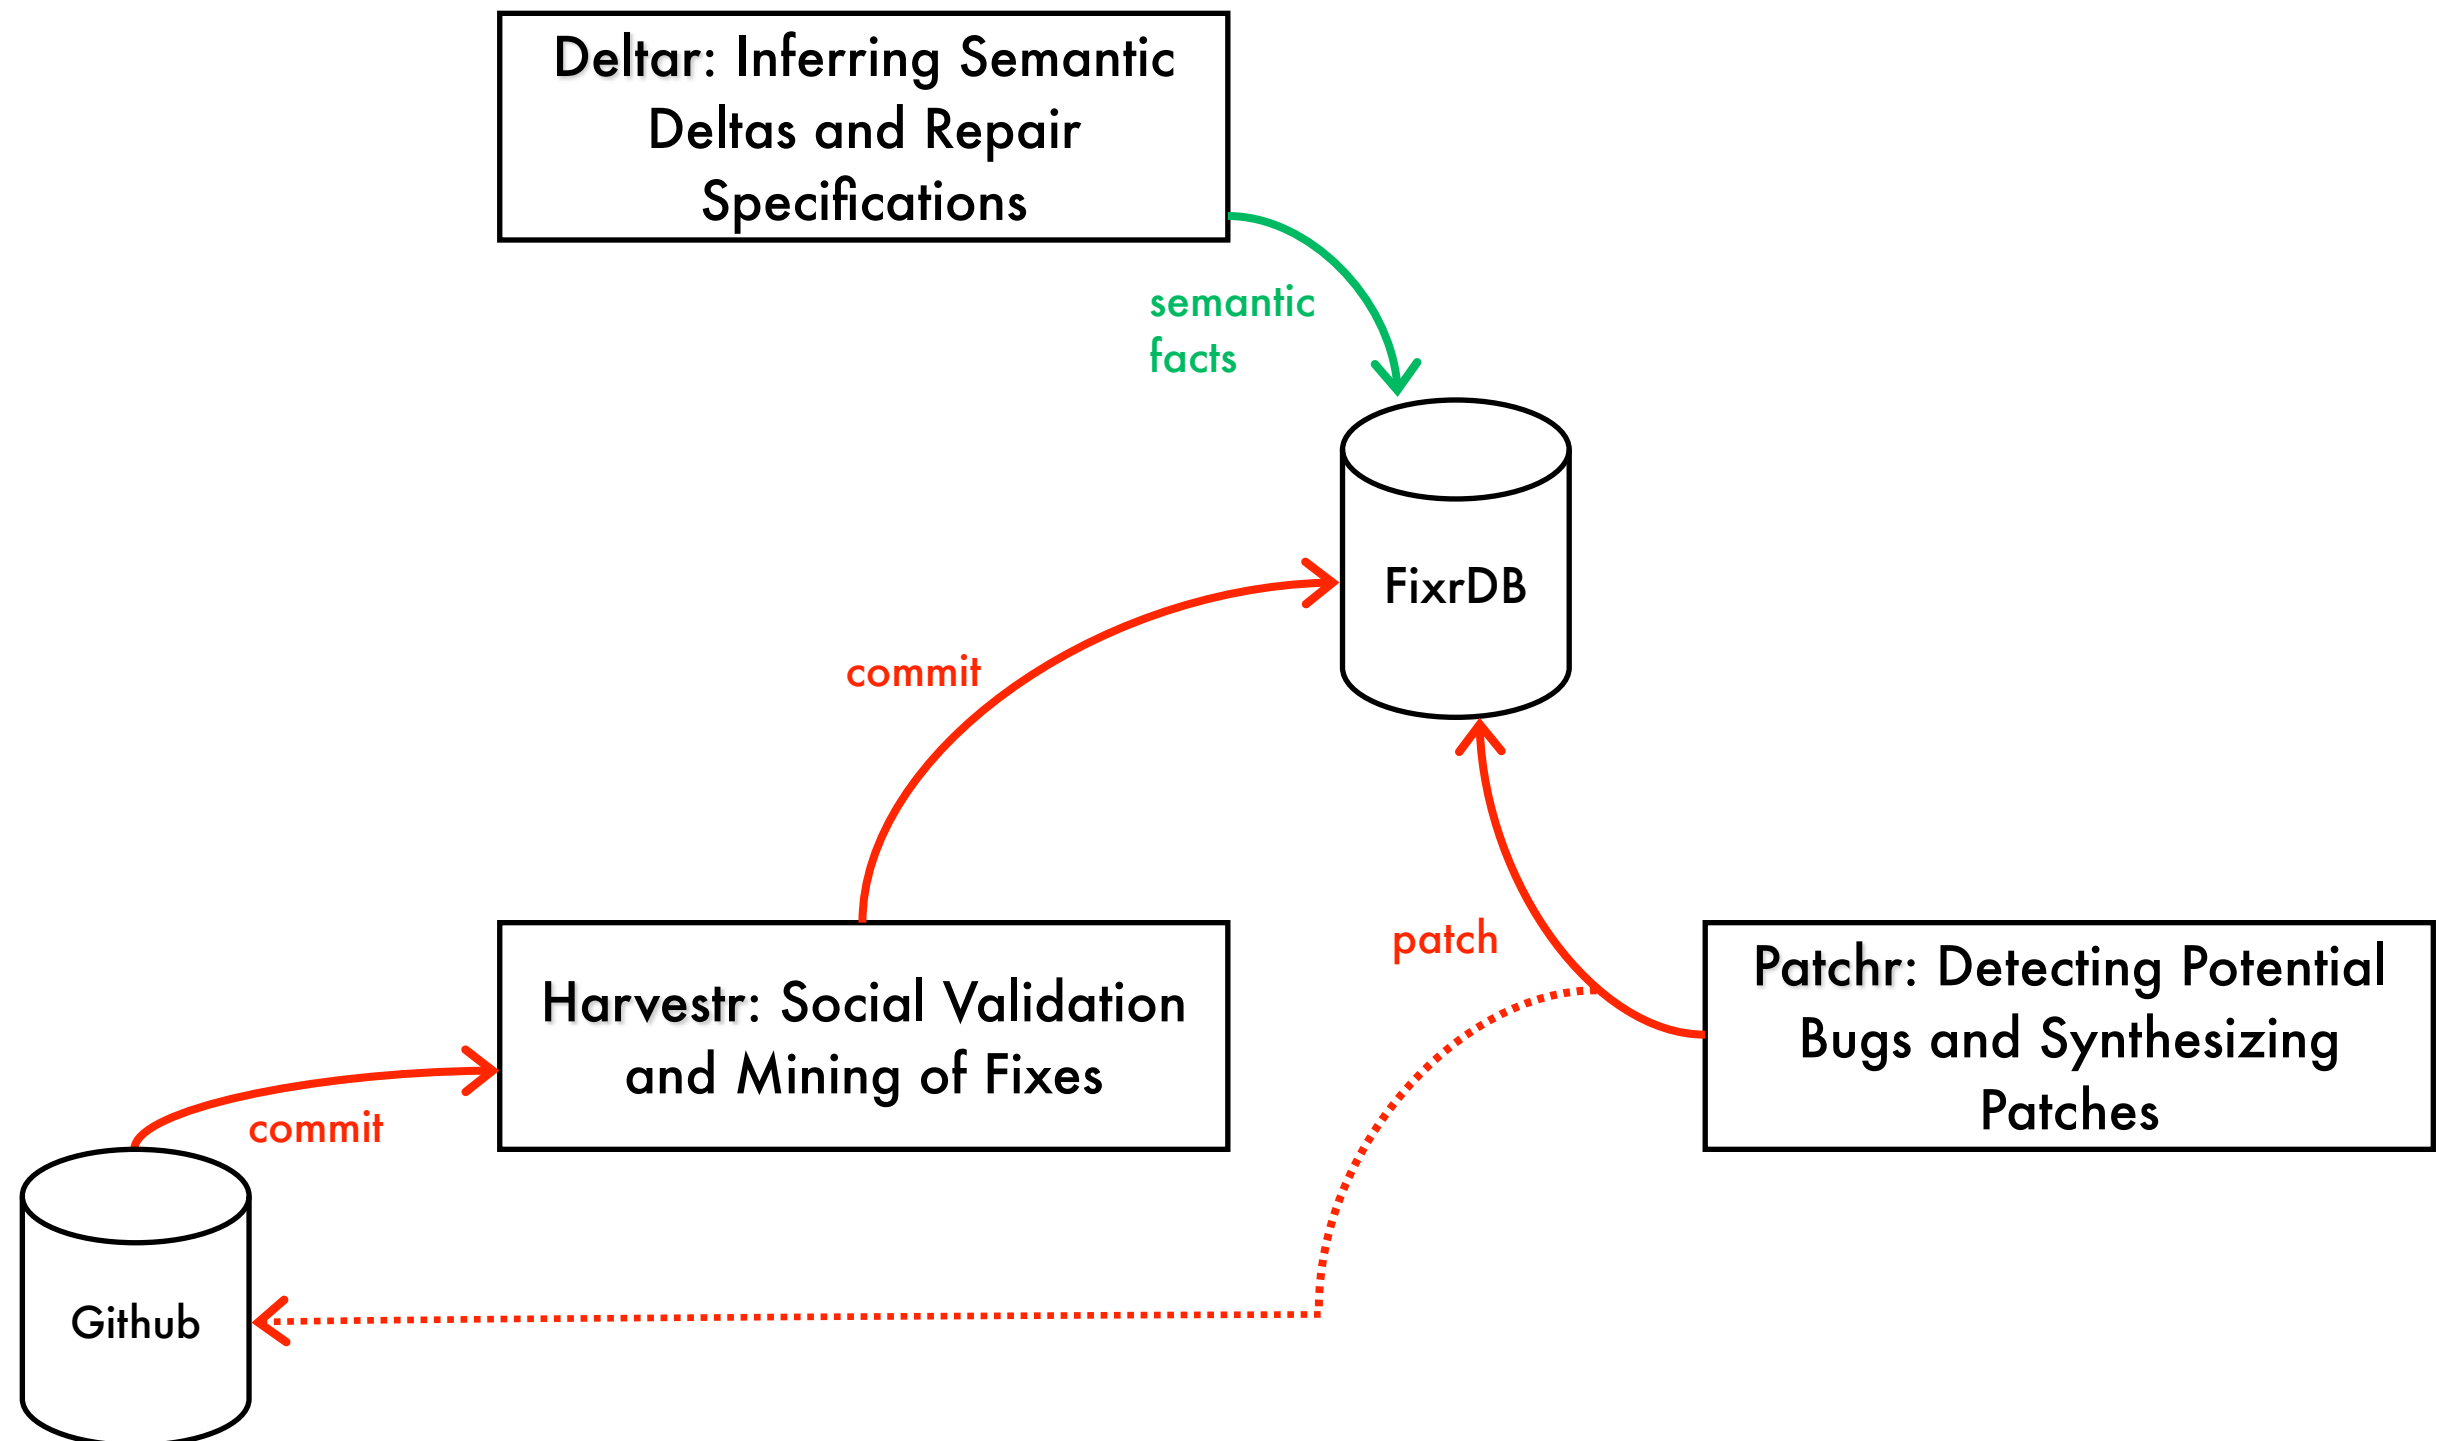 Deltar: Inferring Semantic
Deltas and Repair
Specifications
semantic
facts
FixrDB
commit
patch
Harvestr: Social Validation
and Mining of Fixes
Patchr: Detecting Potential
Bugs and Synthesizing
Patches
commit
Github